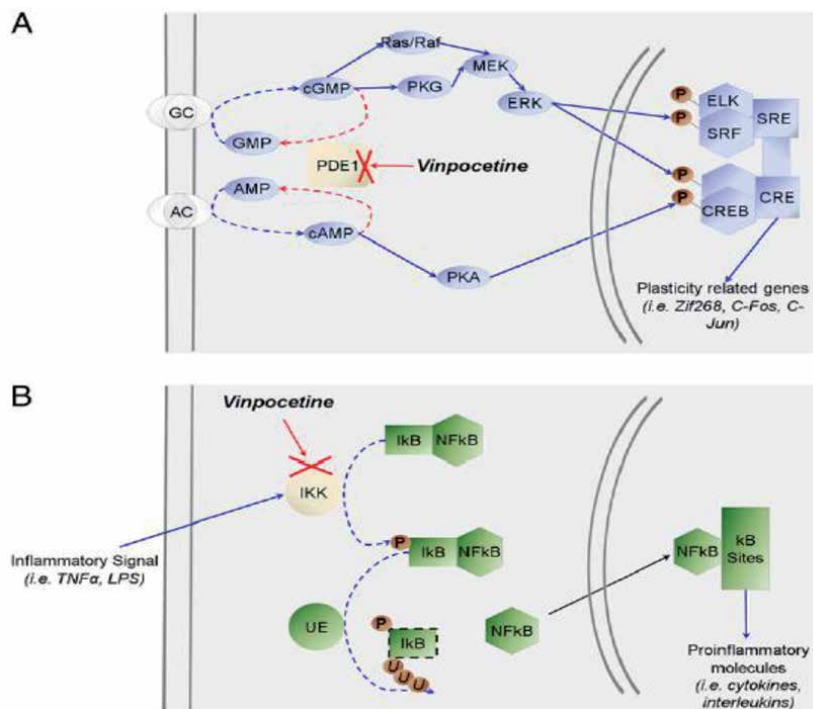 A
Ras/Raf
cGMP
PKG
MEK
ERK
GC
GMP
PDE1
Vinpocetine
AMP
AC
cAMP
PKA
P
ELK
P
SRF
SRE
P
P
CREB
CRE
Plasticity related genes
(i.e. Zif268, C-Fos, C-
Jun)
B
Vinpocetine
IkB
NFkB
IKK
P
IkB
NFkB
Inflammatory Signal
(i.e. TNFα, LPS)
UE
P
IkB
U
U
U
NFkB
NFkB
kB
Sites
Proinflammatory
molecules
(i.e. cytokines,
interleukins)